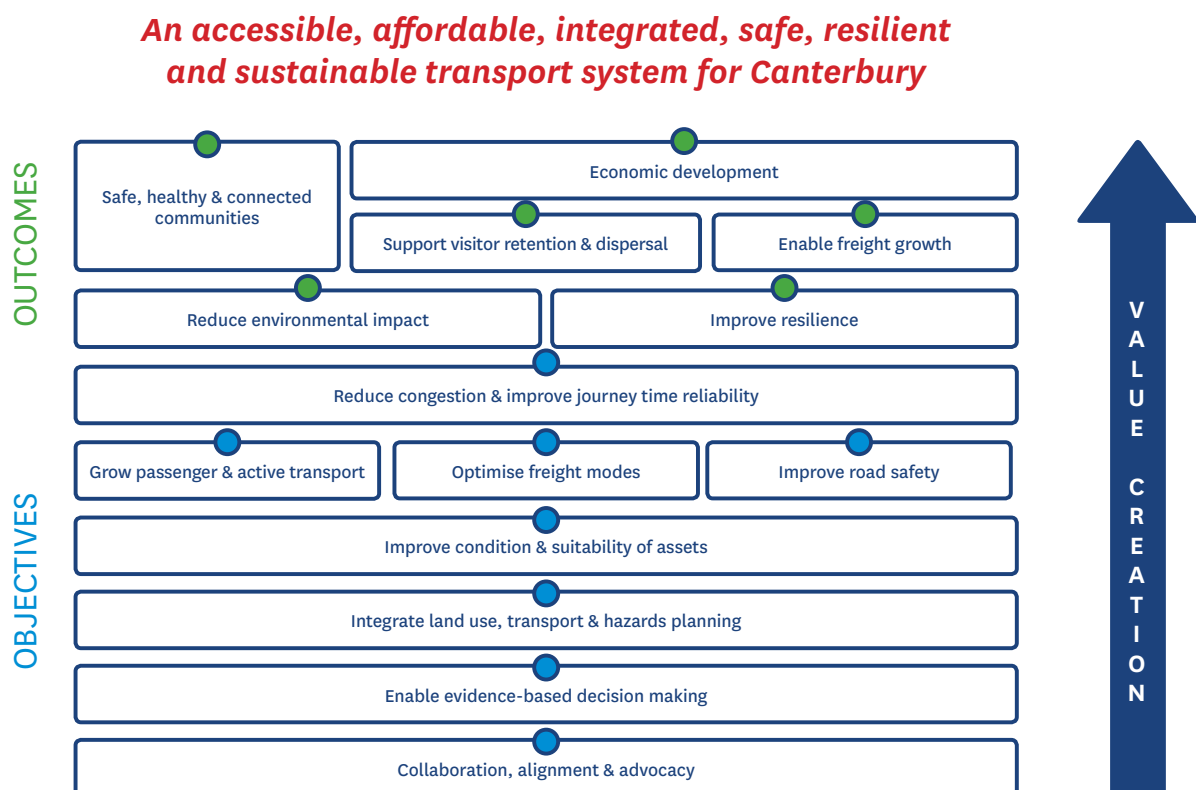 An accessible, affordable, integrated, safe, resilient
and sustainable transport system for Canterbury
OUTCOMES
Safe, healthy & connected
communities
Economic development
Support visitor retention & dispersal
Enable freight growth
Reduce environmental impact
Improve resilience
OBJECTIVES
Reduce congestion & improve journey time reliability
Grow passenger & active transport
Optimise freight modes
Improve road safety
Improve condition & suitability of assets
Integrate land use, transport & hazards planning
Enable evidence-based decision making
Collaboration, alignment & advocacy
VALUE CREATION